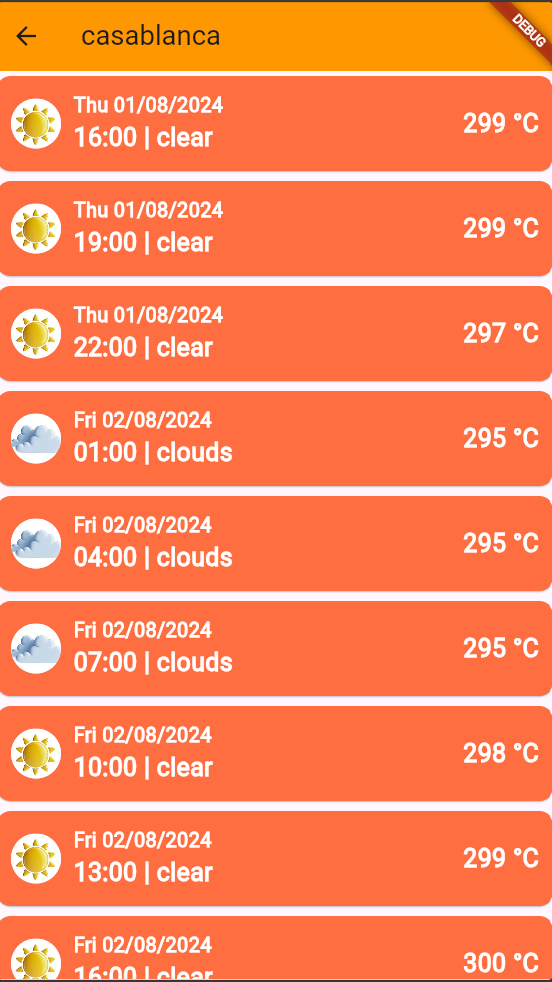 casablanca
DEBUG
Thu 01/08/2024
16:00 | clear
299 °C
Thu 01/08/2024
19:00 | clear
299 °C
Thu 01/08/2024
22:00 | clear
297 °C
Fri 02/08/2024
01:00 | clouds
295 °C
Fri 02/08/2024
04:00 | clouds
295 °C
Fri 02/08/2024
07:00 | clouds
295 °C
Fri 02/08/2024
10:00 | clear
298 °C
Fri 02/08/2024
13:00 | clear
299 °C
Fri 02/08/2024
16:00 | clear
300 °C